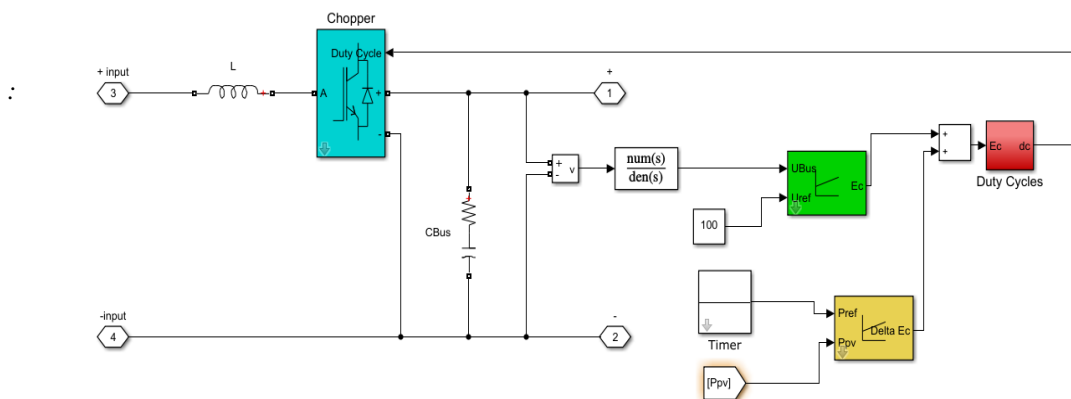 Chopper
Duty Cycle
L
+ input
3
A
+
-
+
1
:
CBus
+
-
v
num(s)
den(s)
UBus
Uref
Ec
100
+
+
Ec
dc
Duty Cycles
Timer
Pref
Ppv
Delta Ec
[Ppv]
-input
4
-
2